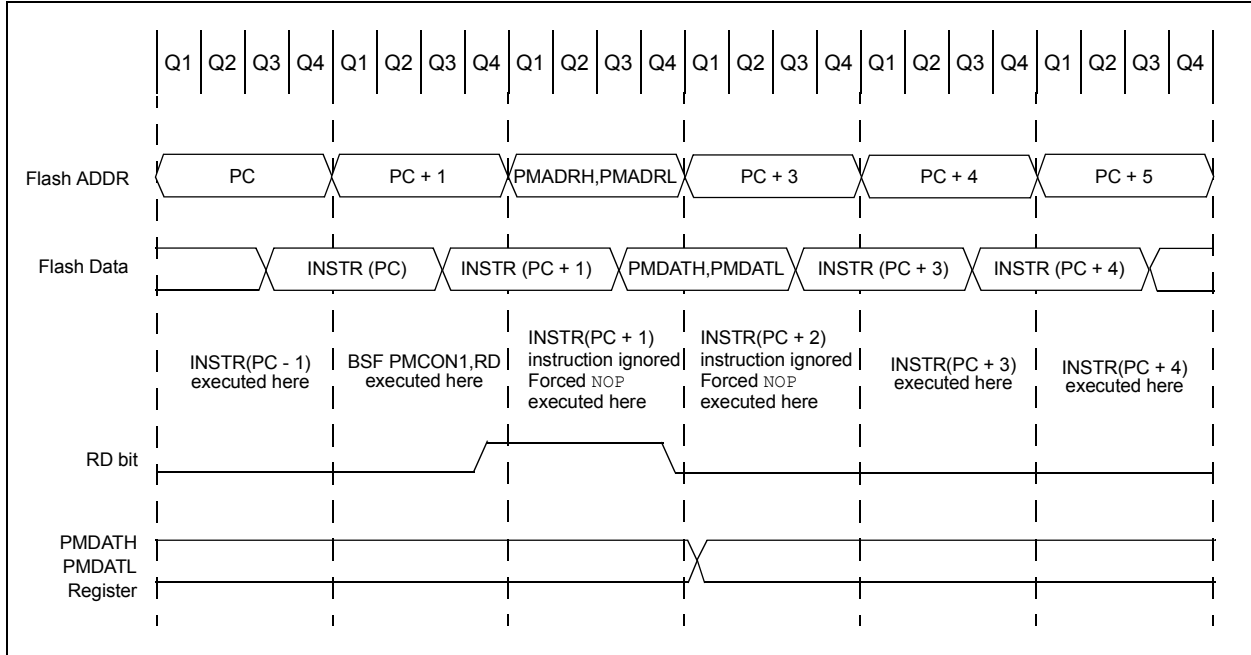 Q1 Q2 Q3 Q4 Q1 Q2 Q3 Q4 Q1 Q2 Q3 Q4 Q1 Q2 Q3 Q4 Q1 Q2 Q3 Q4 Q1 Q2 Q3 Q4
Flash ADDR PC PC + 1 PMADRH,PMADRL PC + 3 PC + 4 PC + 5
Flash Data INSTR (PC) INSTR (PC + 1) PMDATH,PMDATL INSTR (PC + 3) INSTR (PC + 4)
INSTR(PC - 1)
executed here
BSF PMCON1,RD
executed here
INSTR(PC + 1)
instruction ignored
Forced NOP
executed here
INSTR(PC + 2)
instruction ignored
Forced NOP
executed here
INSTR(PC + 3)
executed here
INSTR(PC + 4)
executed here
RD bit
PMDATH
PMDATL
Register